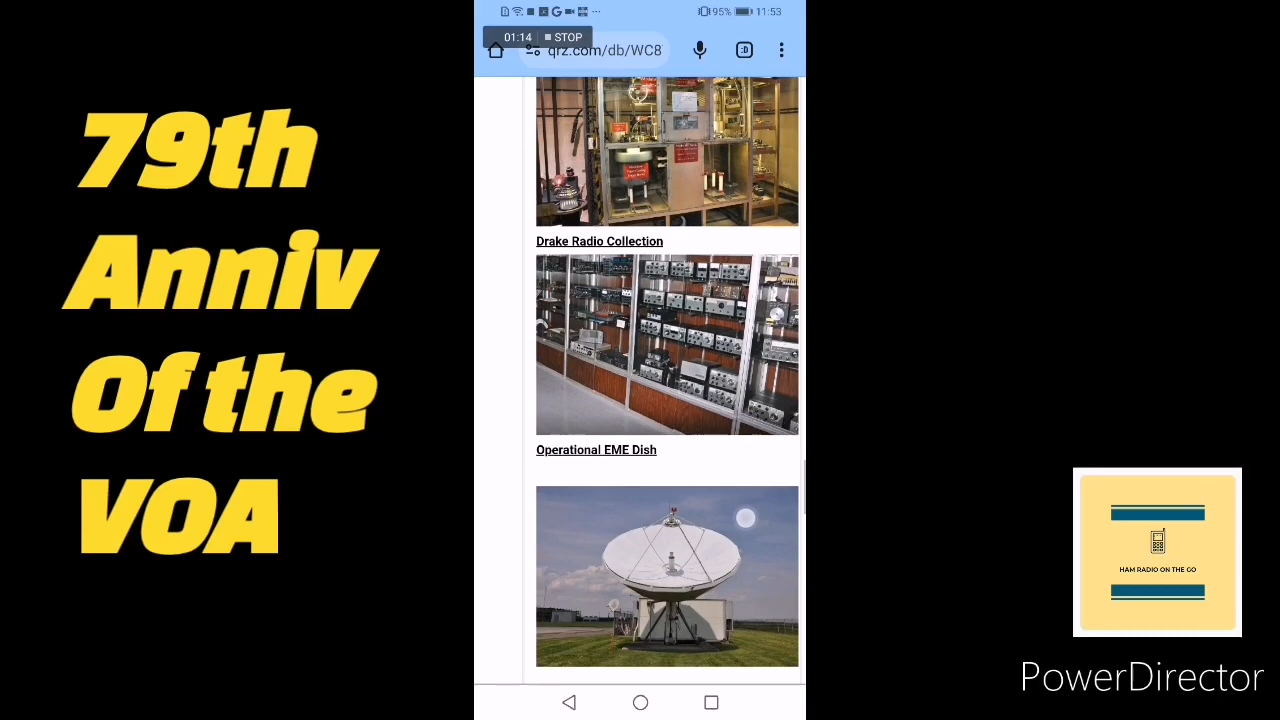 79th
Anniv
Of the
VOA
95% 11:53
01:14 STOP
qrz.com/db/WC8
:D
Drake Radio Collection
Operational EME Dish
HAM RADIO ON THE GO
PowerDirector